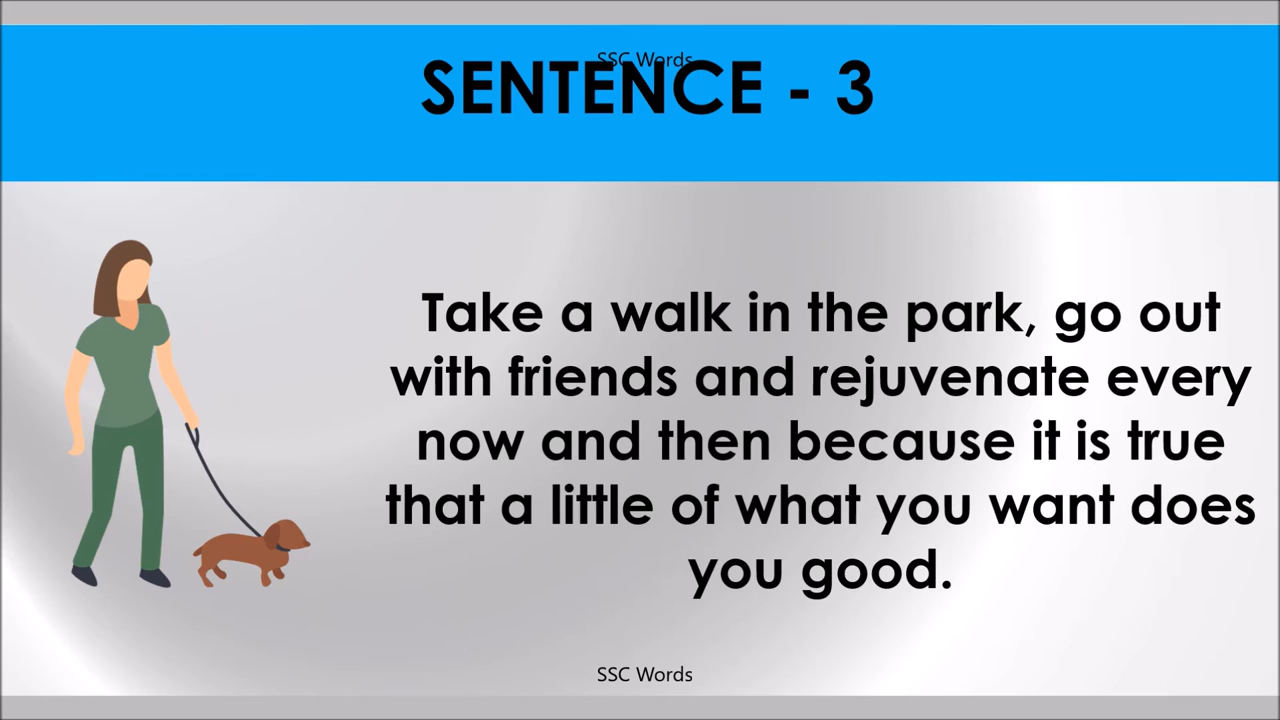 SSC Words
SENTENCE - 3
Take a walk in the park, go out
with friends and rejuvenate every
now and then because it is true
that a little of what you want does
you good.
SSC Words